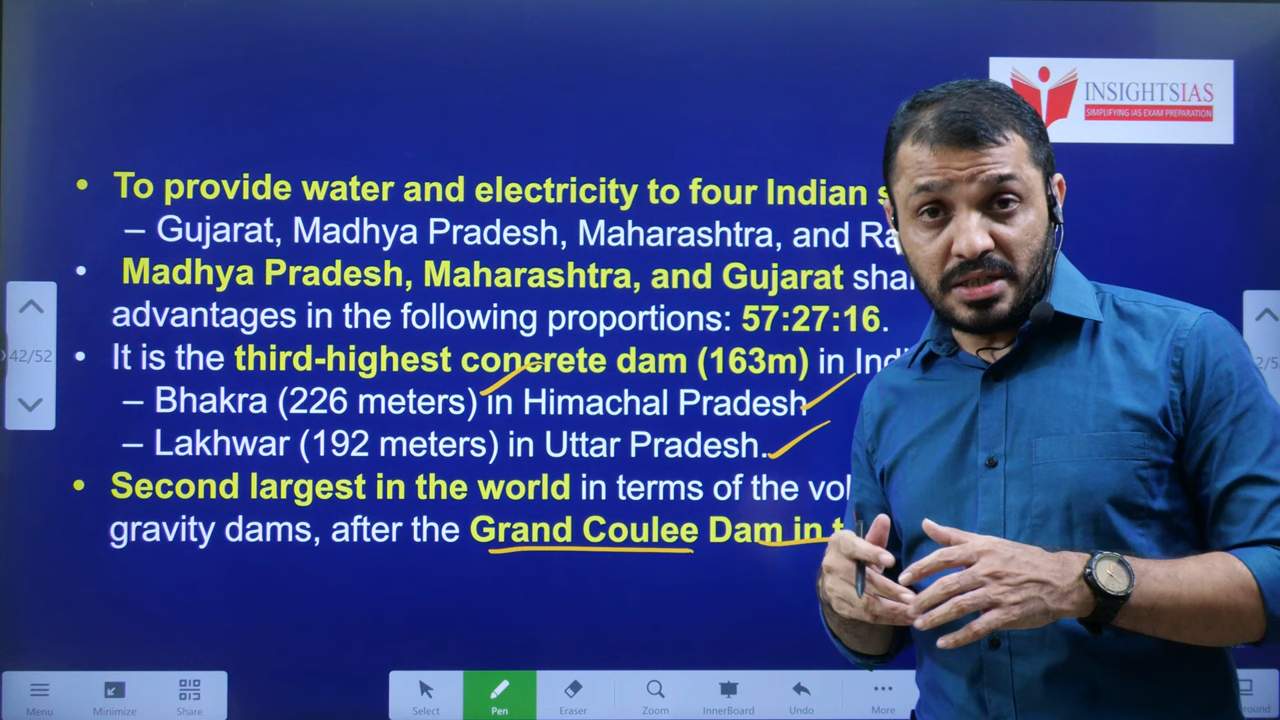 INSIGHTSIAS
SIMPLIFYING IAS EXAM PREPARATION
• To provide water and electricity to four Indian
– Gujarat, Madhya Pradesh, Maharashtra, and
• Madhya Pradesh, Maharashtra, and Gujarat
advantages in the following proportions: 57:27:16.
• It is the third-highest concrete dam (163m) in
– Bhakra (226 meters) in Himachal Pradesh
– Lakhwar (192 meters) in Uttar Pradesh.
• Second largest in the world in terms of the
gravity dams, after the Grand Coulee Dam in
42/52
Menu
Minimize
Share
Select
Pen
Eraser
Zoom
InnerBoard
Undo
More